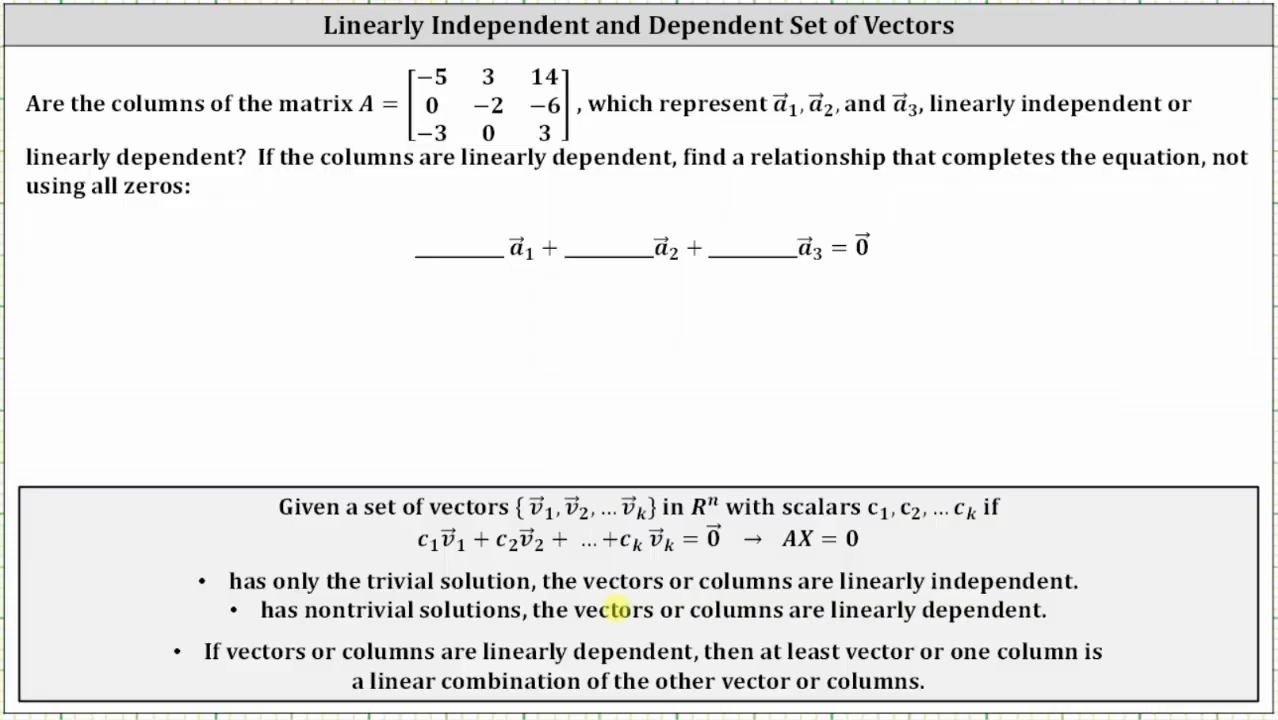 Linearly Independent and Dependent Set of Vectors
Are the columns of the matrix A = [−5 3 14; 0 −2 −6; −3 0 3], which represent a⃗₁, a⃗₂, and a⃗₃, linearly independent or
linearly dependent? If the columns are linearly dependent, find a relationship that completes the equation, not
using all zeros:
_______ a⃗₁ + _______a⃗₂ + _______a⃗₃ = 0⃗
Given a set of vectors { v⃗₁, v⃗₂, … v⃗ₖ} in Rⁿ with scalars c₁, c₂, … cₖ if
c₁v⃗₁ + c₂v⃗₂ + … +cₖ v⃗ₖ = 0⃗ → AX = 0
• has only the trivial solution, the vectors or columns are linearly independent.
• has nontrivial solutions, the vectors or columns are linearly dependent.
• If vectors or columns are linearly dependent, then at least vector or one column is
a linear combination of the other vector or columns.